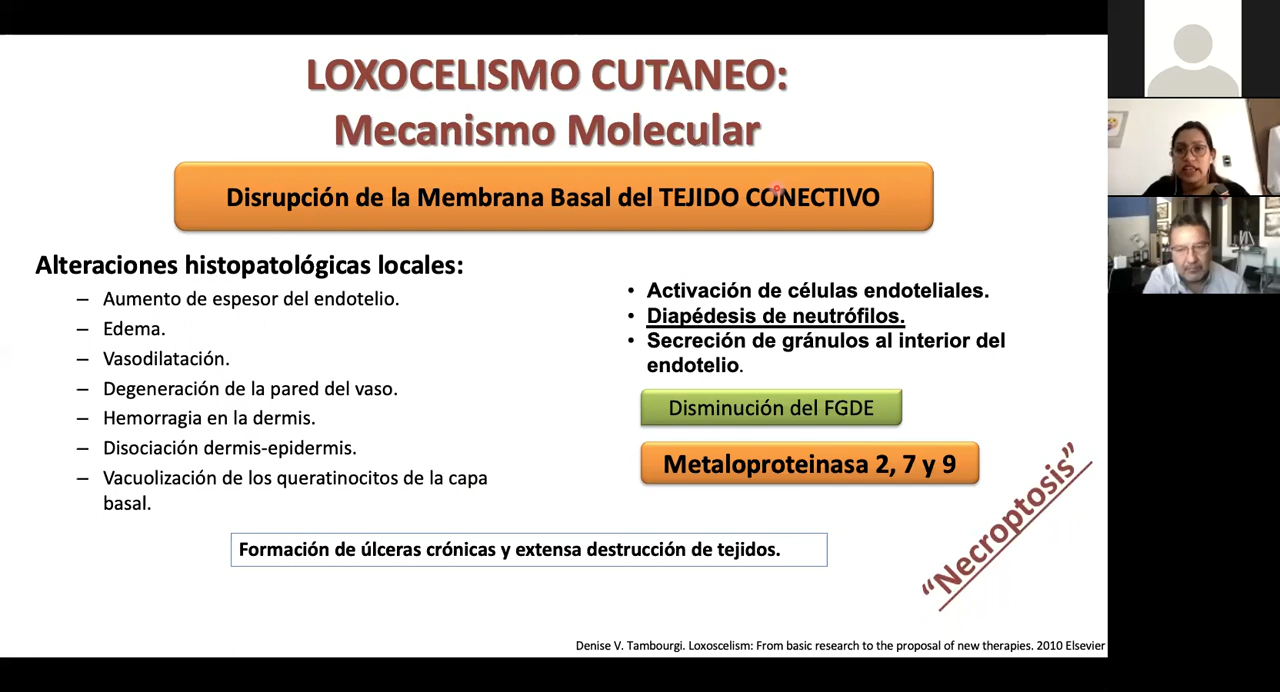 LOXOCELISMO CUTANEO:
Mecanismo Molecular
Disrupción de la Membrana Basal del TEJIDO CONECTIVO
Alteraciones histopatológicas locales:
– Aumento de espesor del endotelio.
– Edema.
– Vasodilatación.
– Degeneración de la pared del vaso.
– Hemorragia en la dermis.
– Disociación dermis-epidermis.
– Vacuolización de los queratinocitos de la capa
basal.
• Activación de células endoteliales.
• Diapédesis de neutrófilos.
• Secreción de gránulos al interior del
endotelio.
Disminución del FGDE
Metaloproteinasa 2, 7 y 9
“Necroptosis”
Formación de úlceras crónicas y extensa destrucción de tejidos.
Denise V. Tambourgi. Loxoscelism: From basic research to the proposal of new therapies. 2010 Elsevier